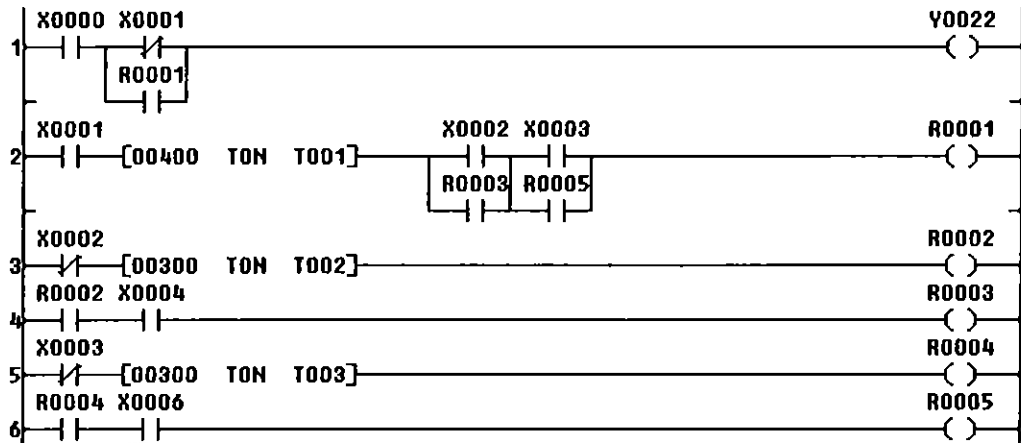 X0000 X0001 Y0022
1
R0001
X0001 X0002 X0003 R0001
2 [00400 TON T001]
R0003 R0005
X0002 R0002
3 [00300 TON T002]
R0002 X0004 R0003
4
X0003 R0004
5 [00300 TON T003]
R0004 X0006 R0005
6